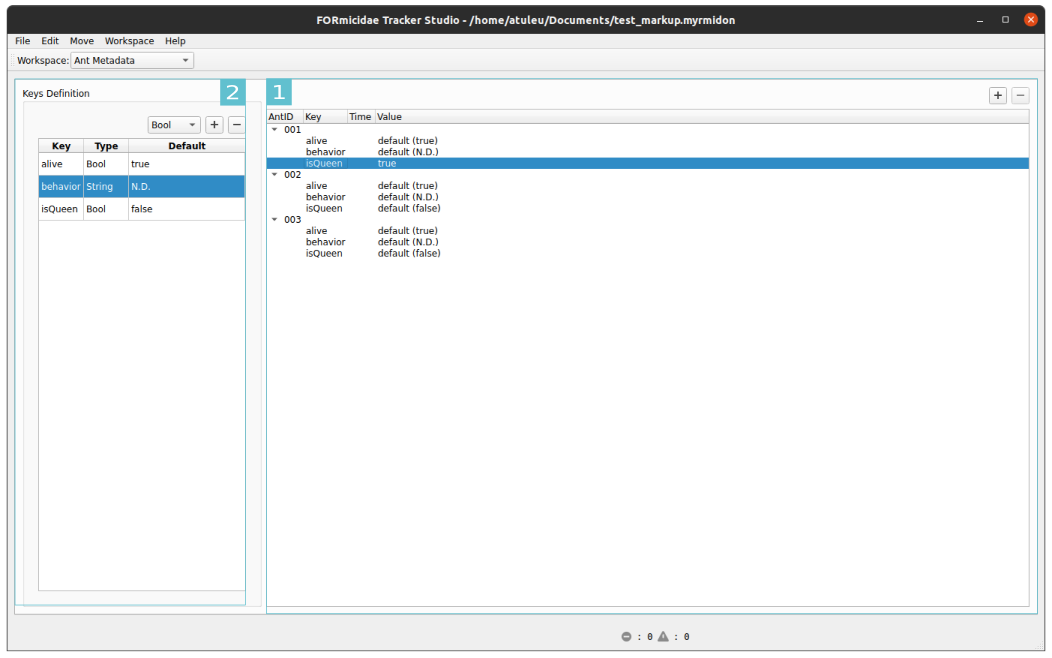 FORmicidae Tracker Studio - /home/atuleu/Documents/test_markup.myrmidon
File Edit Move Workspace Help
Workspace: Ant Metadata
Keys Definition
2
Bool + −
Key Type Default
alive Bool true
behavior String N.D.
isQueen Bool false
1
+ −
AntID Key Time Value
001
alive default (true)
behavior default (N.D.)
isQueen true
002
alive default (true)
behavior default (N.D.)
isQueen default (false)
003
alive default (true)
behavior default (N.D.)
isQueen default (false)
: 0 : 0